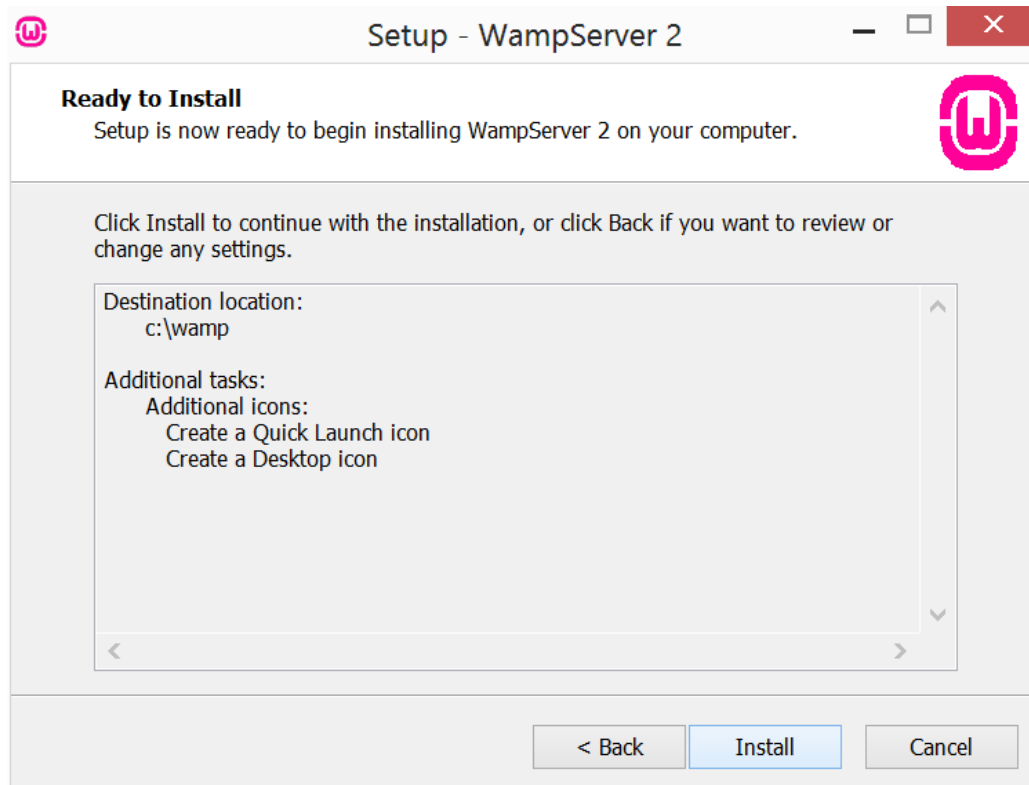 Setup - WampServer 2
Ready to Install
Setup is now ready to begin installing WampServer 2 on your computer.
Click Install to continue with the installation, or click Back if you want to review or
change any settings.
Destination location:
c:\wamp
Additional tasks:
Additional icons:
Create a Quick Launch icon
Create a Desktop icon
< Back
Install
Cancel